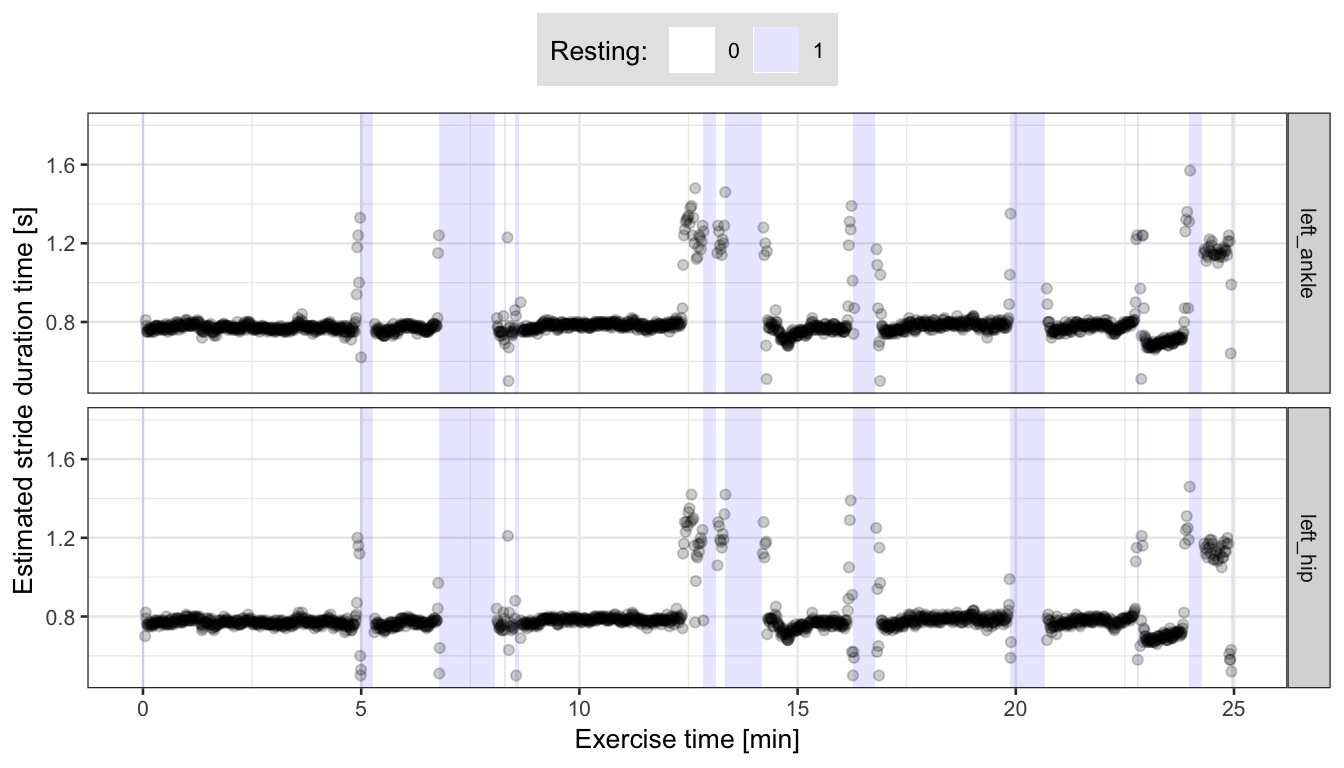 Resting: 0 1
Estimated stride duration time [s]
1.6
1.2
0.8
left_ankle
1.6
1.2
0.8
left_hip
0 5 10 15 20 25
Exercise time [min]